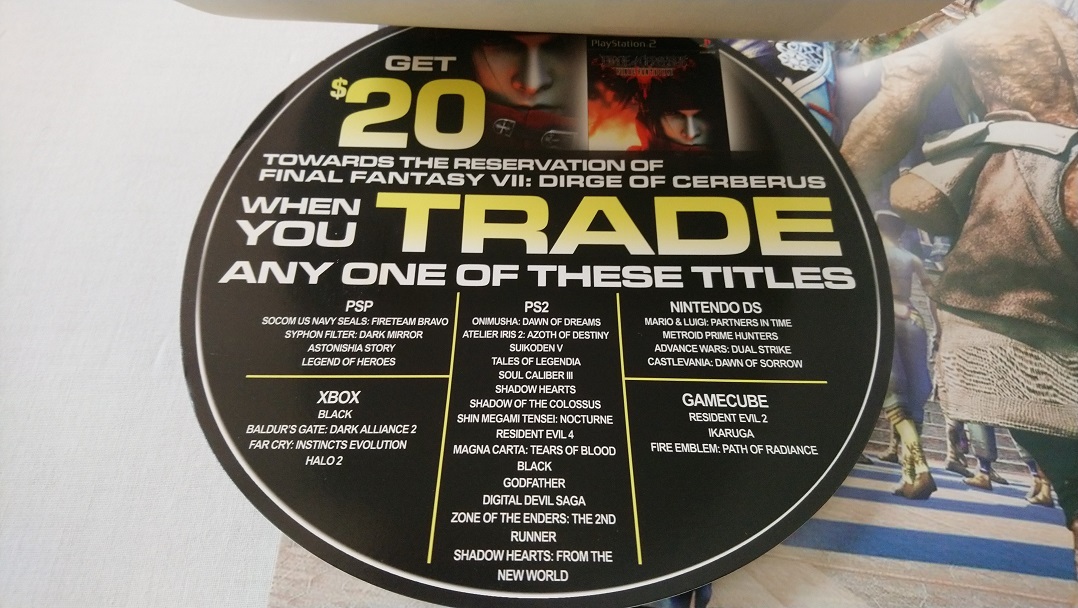 PlayStation.2
GET
$20
TOWARDS THE RESERVATION OF
FINAL FANTASY VII: DIRGE OF CERBERUS
WHEN
YOU
TRADE
ANY ONE OF THESE TITLES
PSP
SOCOM US NAVY SEALS: FIRETEAM BRAVO
SYPHON FILTER: DARK MIRROR
ASTONISHIA STORY
LEGEND OF HEROES
XBOX
BLACK
BALDUR'S GATE: DARK ALLIANCE 2
FAR CRY: INSTINCTS EVOLUTION
HALO 2
PS2
ONIMUSHA: DAWN OF DREAMS
ATELIER IRIS 2: AZOTH OF DESTINY
SUIKODEN V
TALES OF LEGENDIA
SOUL CALIBER III
SHADOW HEARTS
SHADOW OF THE COLOSSUS
SHIN MEGAMI TENSEI: NOCTURNE
RESIDENT EVIL 4
MAGNA CARTA: TEARS OF BLOOD
BLACK
GODFATHER
DIGITAL DEVIL SAGA
ZONE OF THE ENDERS: THE 2ND
RUNNER
SHADOW HEARTS: FROM THE
NEW WORLD
NINTENDO DS
MARIO & LUIGI: PARTNERS IN TIME
METROID PRIME HUNTERS
ADVANCE WARS: DUAL STRIKE
CASTLEVANIA: DAWN OF SORROW
GAMECUBE
RESIDENT EVIL 2
IKARUGA
FIRE EMBLEM: PATH OF RADIANCE